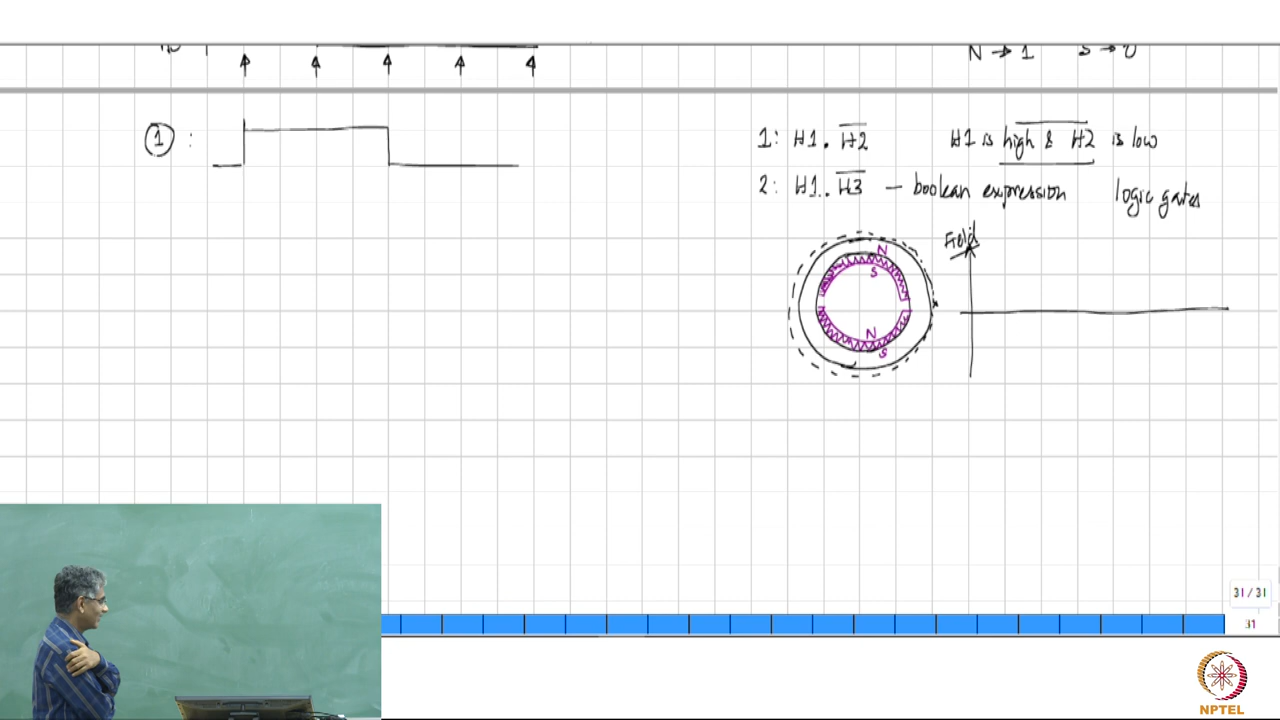 N → 1 S → 0
1 :
1: H1 . H2̅ H1 is high & H2̅ is low
2: H1 . H3̅ — boolean expression logic gates
Field
N
S
N
S
31/31
31
NPTEL